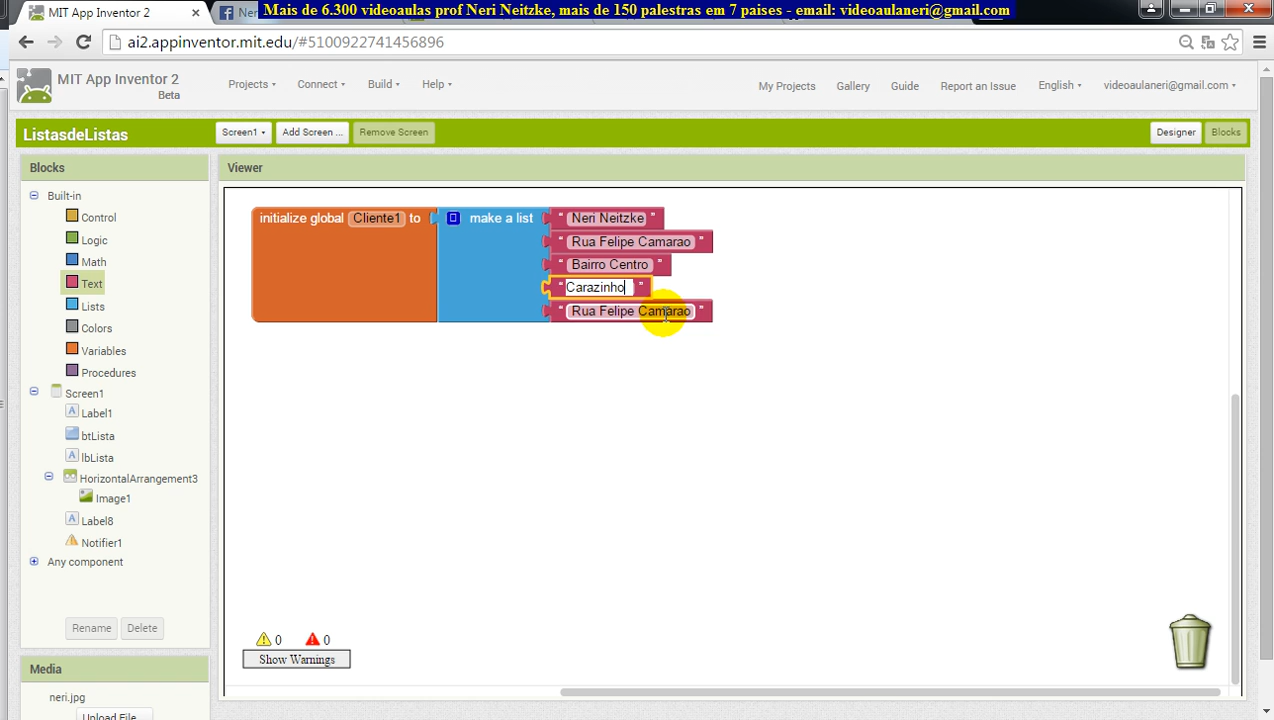 MIT App Inventor 2
Mais de 6.300 videoaulas prof Neri Neitzke, mais de 150 palestras em 7 paises - email: videoaulaneri@gmail.com
ai2.appinventor.mit.edu/#5100922741456896
MIT App Inventor 2
Beta
Projects
Connect
Build
Help
My Projects
Gallery
Guide
Report an Issue
English
videoaulaneri@gmail.com
ListasdeListas
Screen1
Add Screen ...
Remove Screen
Designer
Blocks
Blocks
Viewer
Built-in
Control
Logic
Math
Text
Lists
Colors
Variables
Procedures
Screen1
Label1
btLista
lbLista
HorizontalArrangement3
Image1
Label8
Notifier1
Any component
Rename
Delete
Media
neri.jpg
Upload File
initialize global Cliente1 to
make a list
" Neri Neitzke "
" Rua Felipe Camarao "
" Bairro Centro "
" Carazinho "
" Rua Felipe Camarao "
0
0
Show Warnings